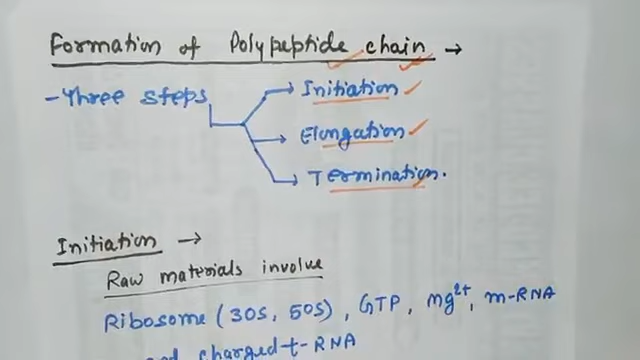 Formation of Polypeptide chain →
- Three steps
→ Initiation
→ Elongation
→ Termination.
Initiation →
Raw materials involve
Ribosome (30S, 50S), GTP, Mg2+, m-RNA
and charged t-RNA